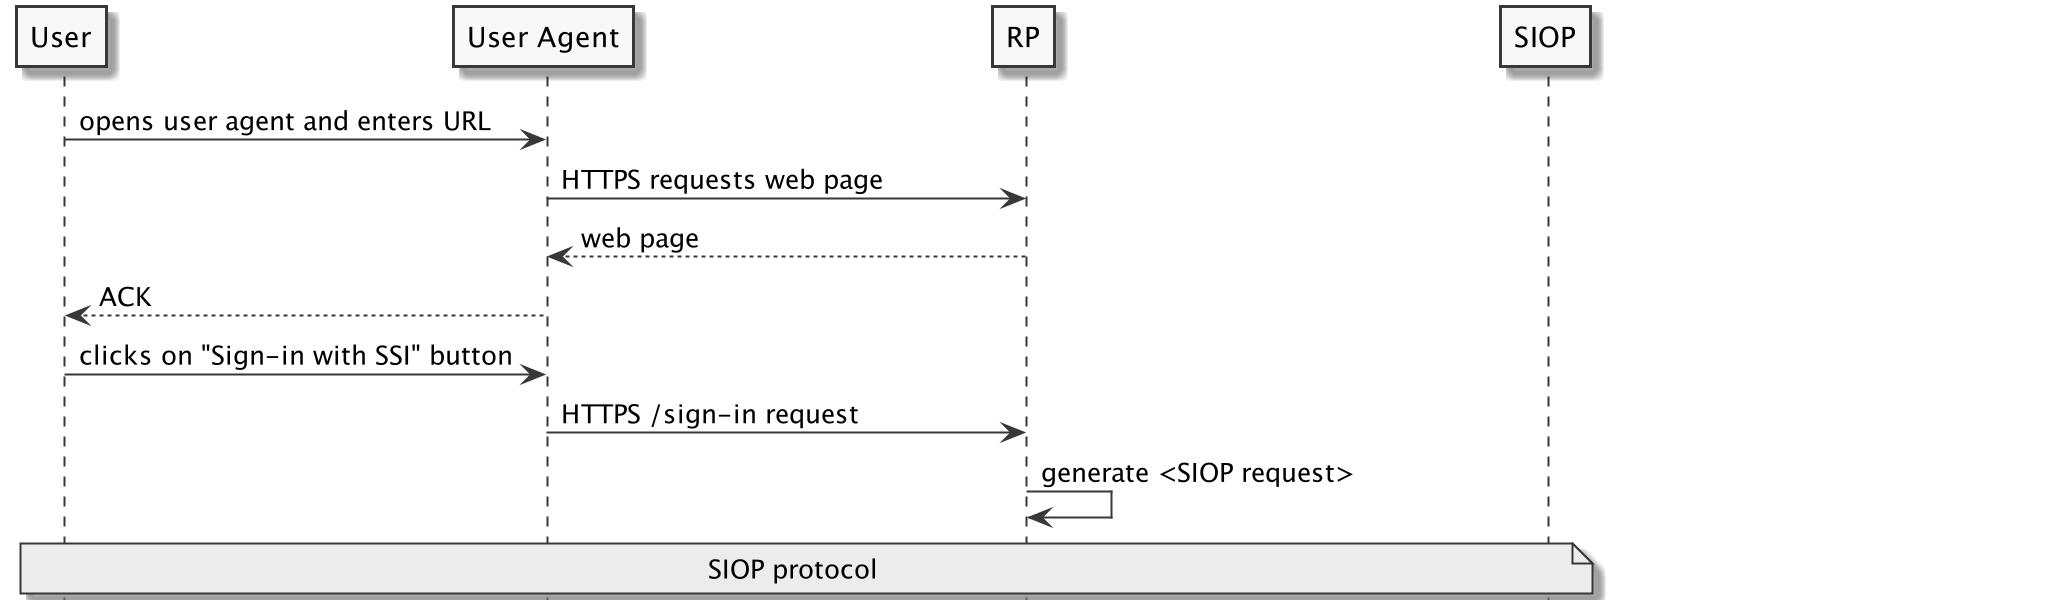 User
User Agent
RP
SIOP
opens user agent and enters URL
HTTPS requests web page
web page
ACK
clicks on "Sign-in with SSI" button
HTTPS /sign-in request
generate <SIOP request>
SIOP protocol